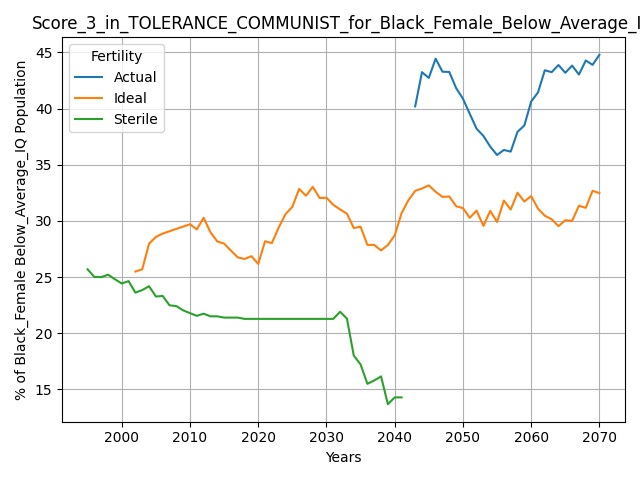 Score_3_in_TOLERANCE_COMMUNIST_for_Black_Female_Below_Average_I
Fertility
Actual
Ideal
Sterile
% of Black_Female Below_Average_IQ Population
45
40
35
30
25
20
15
2000 2010 2020 2030 2040 2050 2060 2070
Years